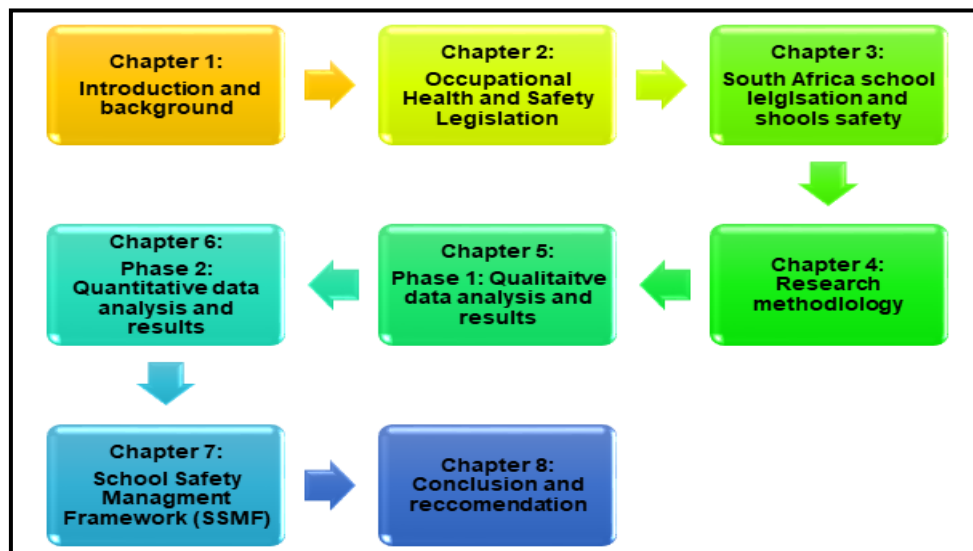 Chapter 1:
Introduction and
background
Chapter 2:
Occupational
Health and Safety
Legislation
Chapter 3:
South Africa school
lelglsation and
shools safety
Chapter 4:
Research
methodlology
Chapter 5:
Phase 1: Qualitaitve
data analysis and
results
Chapter 6:
Phase 2:
Quantitative data
analysis and
results
Chapter 7:
School Safety
Managment
Framework (SSMF)
Chapter 8:
Conclusion and
reccomendation